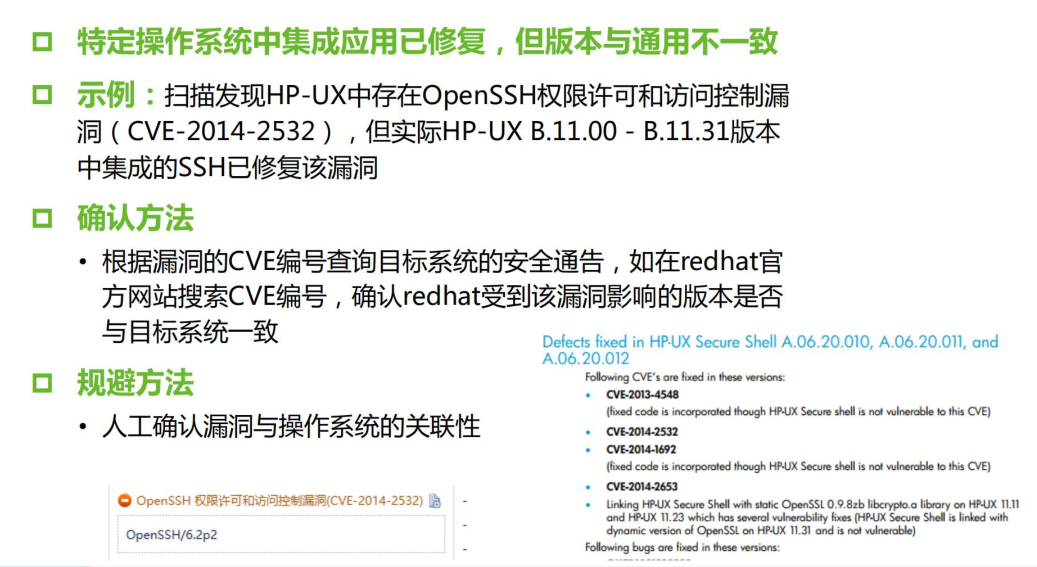 特定操作系统中集成应用已修复，但版本与通用不一致
示例：扫描发现HP-UX中存在OpenSSH权限许可和访问控制漏
洞（CVE-2014-2532），但实际HP-UX B.11.00 - B.11.31版本
中集成的SSH已修复该漏洞
确认方法
• 根据漏洞的CVE编号查询目标系统的安全通告，如在redhat官
方网站搜索CVE编号，确认redhat受到该漏洞影响的版本是否
与目标系统一致
规避方法
• 人工确认漏洞与操作系统的关联性
OpenSSH 权限许可和访问控制漏洞(CVE-2014-2532)
-
OpenSSH/6.2p2
-
-
Defects fixed in HP-UX Secure Shell A.06.20.010, A.06.20.011, and
A.06.20.012
Following CVE's are fixed in these versions:
• CVE-2013-4548
(fixed code is incorporated though HP-UX Secure shell is not vulnerable to this CVE)
• CVE-2014-2532
• CVE-2014-1692
(fixed code is incorporated though HP-UX Secure shell is not vulnerable to this CVE)
• CVE-2014-2653
• Linking HP-UX Secure Shell with static OpenSSL 0.9.8zb libcrypto.a library on HP-UX 11.11
and HP-UX 11.23 which has several vulnerability fixes (HP-UX Secure Shell is linked with
dynamic version of OpenSSL on HP-UX 11.31 and is not vulnerable)
Following bugs are fixed in these versions: